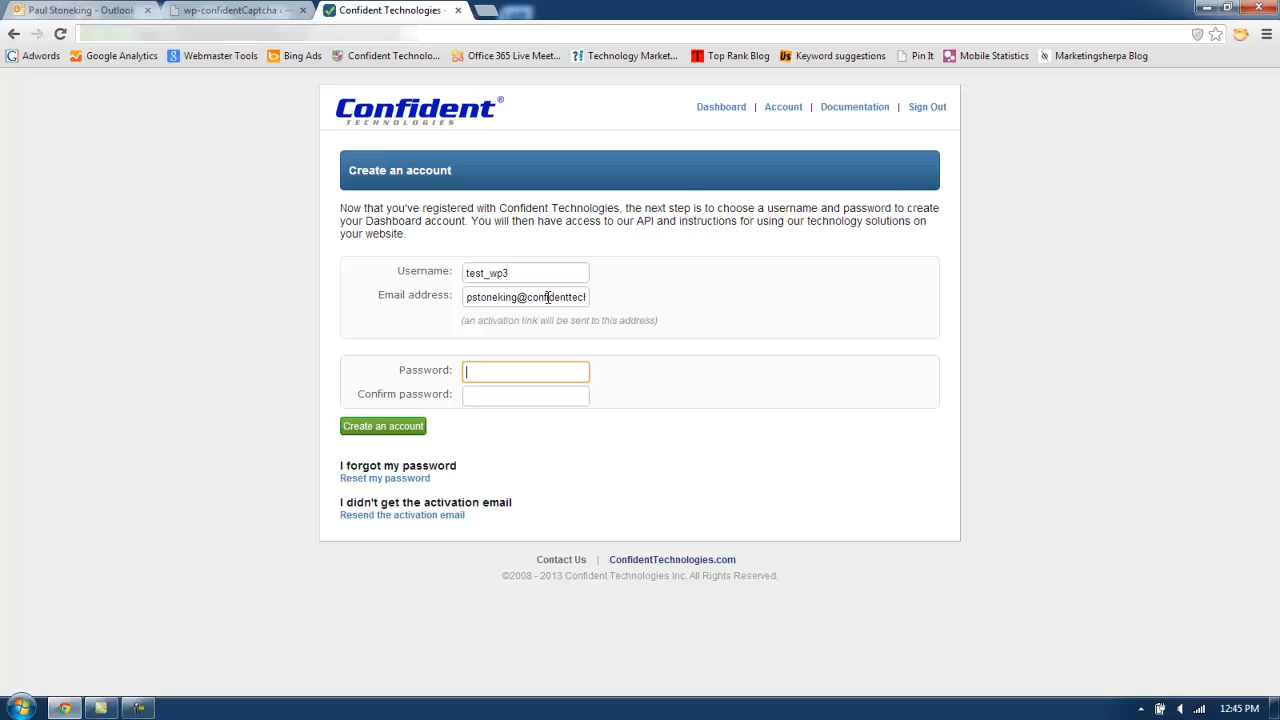 Paul Stoneking - Outlook
wp-confidentCaptcha ‹ —
Confident Technologies -
Adwords
Google Analytics
Webmaster Tools
Bing Ads
Confident Technolo...
Office 365 Live Meet...
Technology Market...
Top Rank Blog
Keyword suggestions
Pin It
Mobile Statistics
Marketingsherpa Blog
Confident®
TECHNOLOGIES
Dashboard | Account | Documentation | Sign Out
Create an account
Now that you've registered with Confident Technologies, the next step is to choose a username and password to create
your Dashboard account. You will then have access to our API and instructions for using our technology solutions on
your website.
Username: test_wp3
Email address: pstoneking@confidenttecl
(an activation link will be sent to this address)
Password:
Confirm password:
Create an account
I forgot my password
Reset my password
I didn't get the activation email
Resend the activation email
Contact Us | ConfidentTechnologies.com
©2008 - 2013 Confident Technologies Inc. All Rights Reserved.
12:45 PM